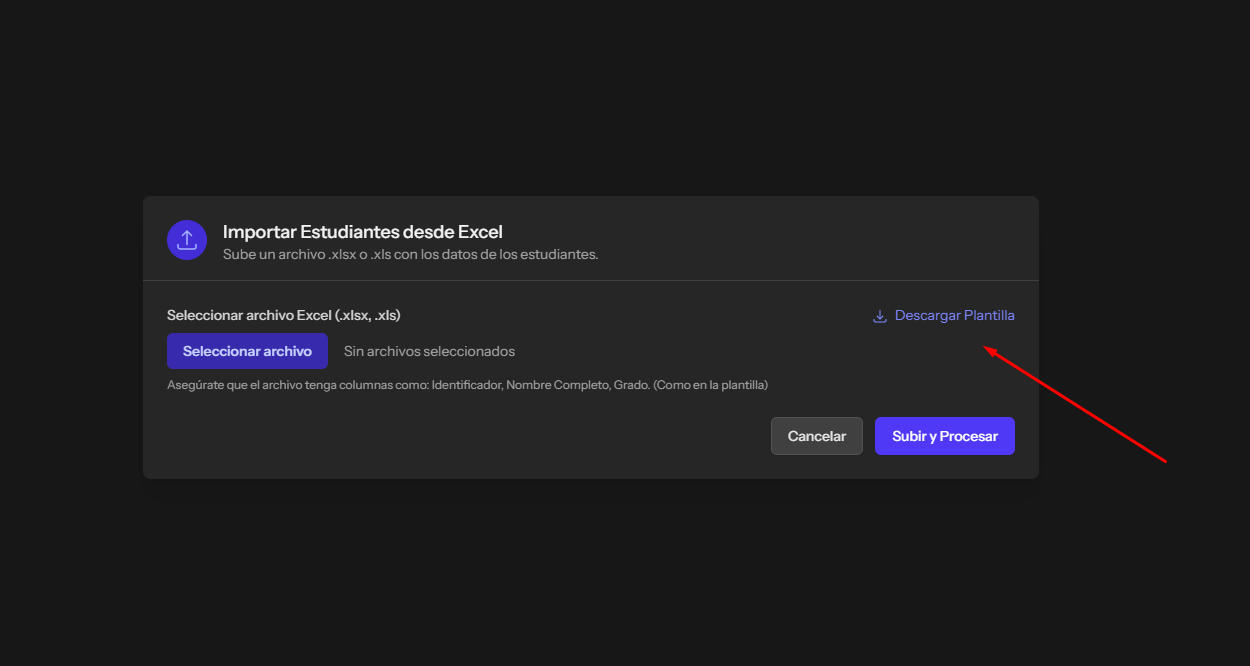 Importar Estudiantes desde Excel
Sube un archivo .xlsx o .xls con los datos de los estudiantes.
Seleccionar archivo Excel (.xlsx, .xls)
Descargar Plantilla
Seleccionar archivo
Sin archivos seleccionados
Asegúrate que el archivo tenga columnas como: Identificador, Nombre Completo, Grado. (Como en la plantilla)
Cancelar
Subir y Procesar